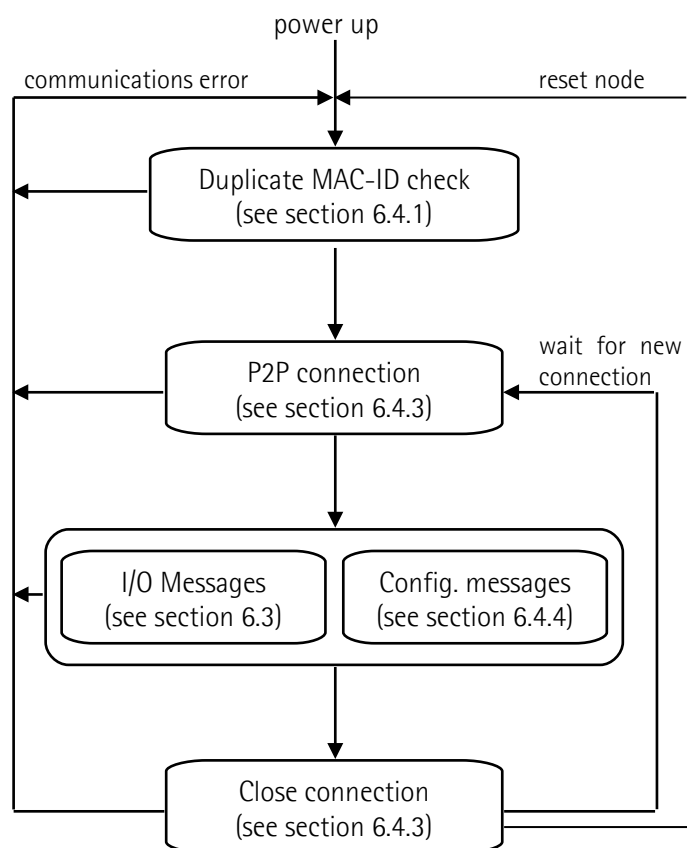 power up
communications error
reset node
Duplicate MAC-ID check
(see section 6.4.1)
wait for new
connection
P2P connection
(see section 6.4.3)
I/O Messages
(see section 6.3)
Config. messages
(see section 6.4.4)
Close connection
(see section 6.4.3)